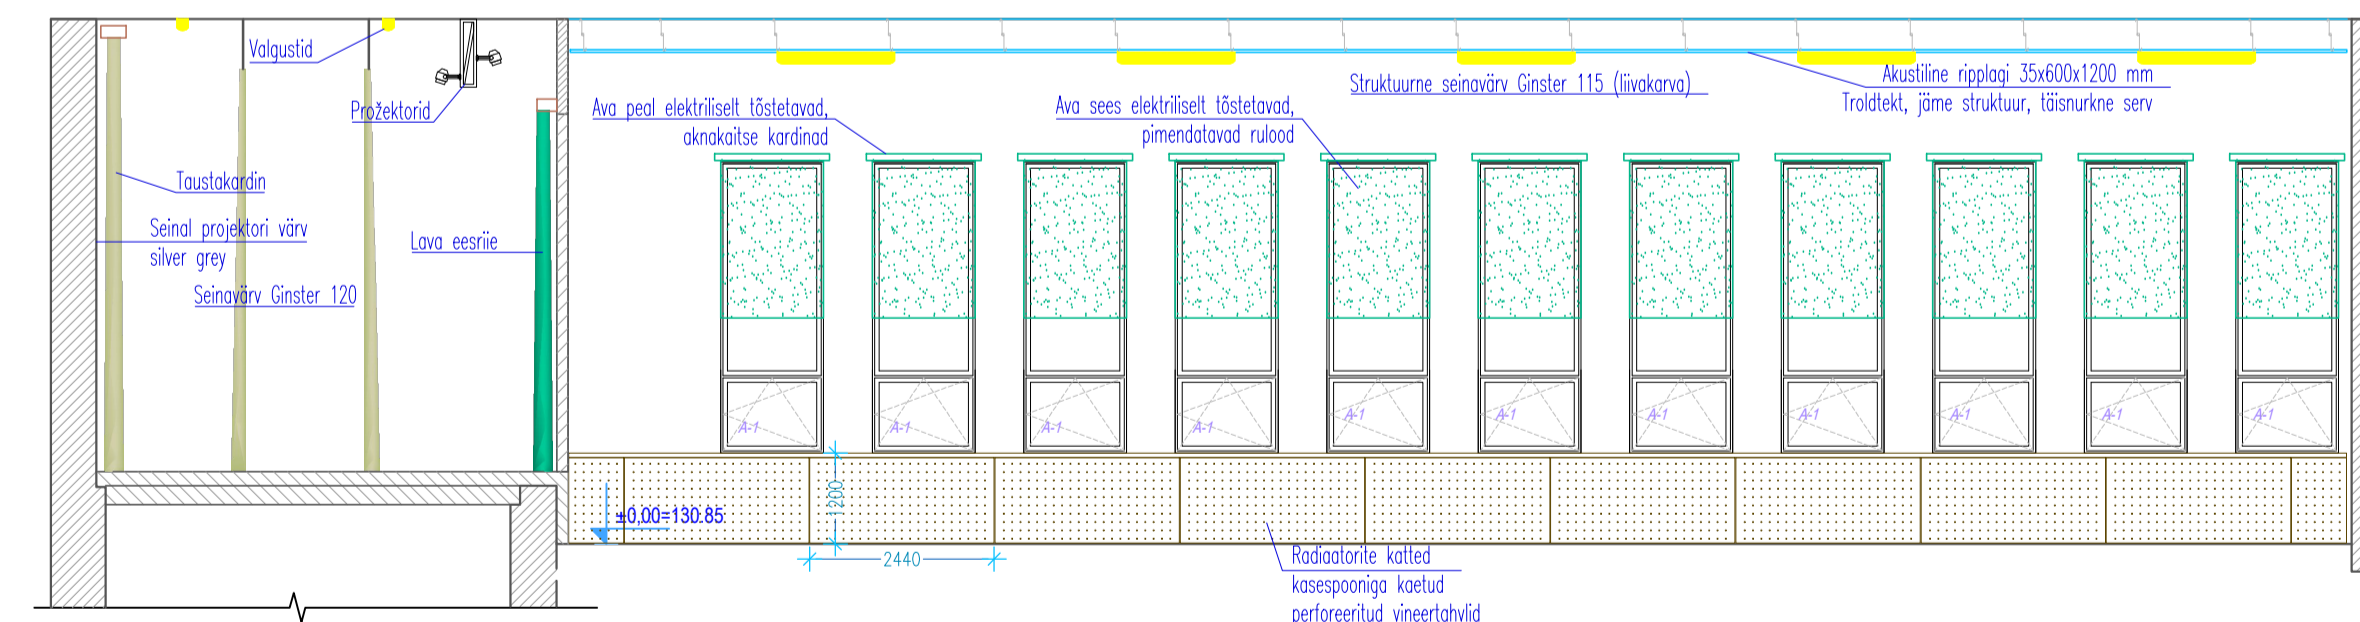 Valgustid
Prožektorid
Taustakardin
Seinal projektori värv
silver grey
Seinavärv Ginster 120
Lava eesriie
Ava peal elektriliselt tõstetavad,
aknakaitse kardinad
Ava sees elektriliselt tõstetavad,
pimendatavad rulood
Struktuurne seinavärv Ginster 115 (liivakarva)
Akustiline ripplagi 35x600x1200 mm
Troldtekt, jäme struktuur, täisnurkne serv
A-1
A-1
A-1
A-1
A-1
A-1
A-1
A-1
A-1
A-1
A-1
±0,00=130.85
1200
2440
Radiaatorite katted
kasespooniga kaetud
perforeeritud vineertahvlid